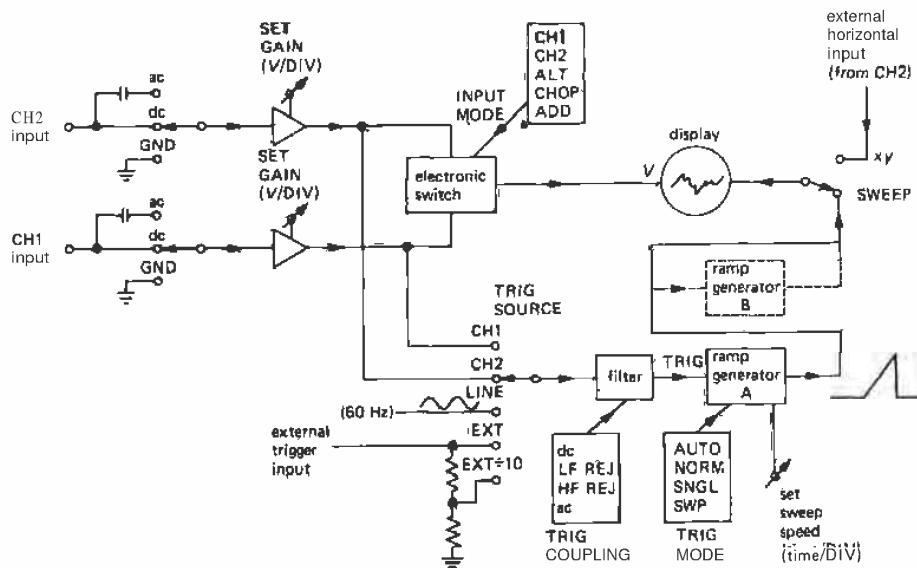 SET
GAIN
(V/DIV)
ac
CH2
input
dc
GND
SET
GAIN
(V/DIV)
ac
CH1
input
dc
GND
INPUT
MODE
CH1
CH2
ALT
CHOP
ADD
electronic
switch
V
display
external
horizontal
input
(from CH2)
xy
SWEEP
ramp
generator
B
TRIG
SOURCE
CH1
CH2
LINE
(60 Hz)
EXT
external
trigger
input
EXT÷10
filter
TRIG
ramp
generator
A
dc
LF REJ
HF REJ
ac
TRIG
COUPLING
AUTO
NORM
SNGL
SWP
TRIG
MODE
set
sweep
speed
(time/DIV)